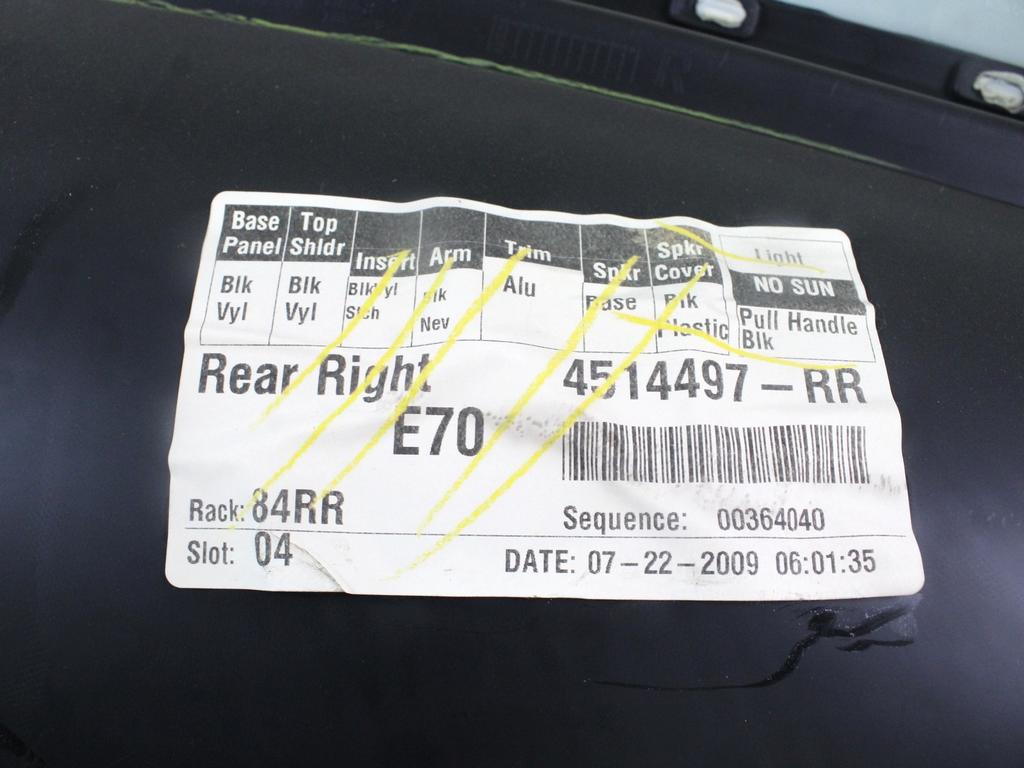 Base Panel Top Shldr Insert Arm Trim Spkr Spkr Cover Light
Blk Vyl Blk Vyl Blk Vyl Stch Blk Nev Alu Base Blk Plastic NO SUN
Pull Handle
Blk
Rear Right 4514497-RR
E70
Rack: 84RR Sequence: 00364040
Slot: 04 DATE: 07-22-2009 06:01:35